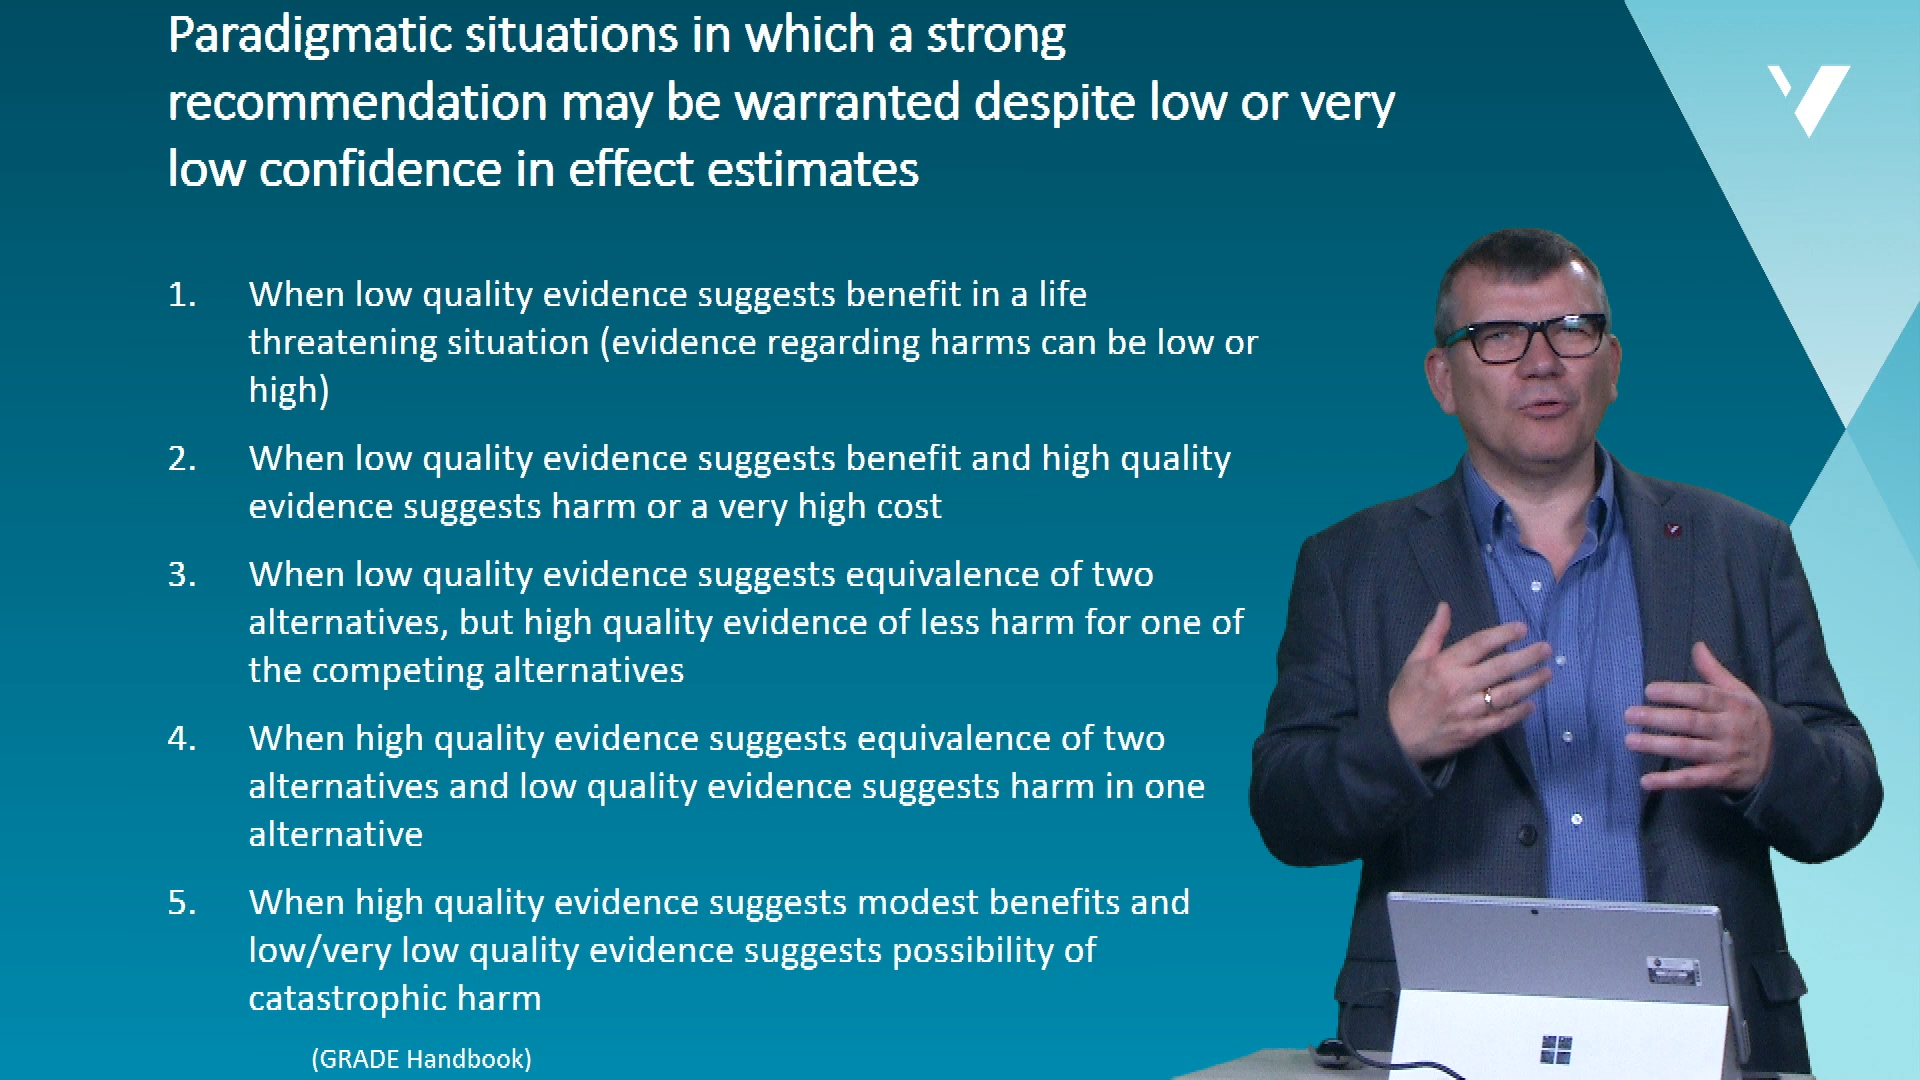 Paradigmatic situations in which a strong
recommendation may be warranted despite low or very
low confidence in effect estimates
1. When low quality evidence suggests benefit in a life
threatening situation (evidence regarding harms can be low or
high)
2. When low quality evidence suggests benefit and high quality
evidence suggests harm or a very high cost
3. When low quality evidence suggests equivalence of two
alternatives, but high quality evidence of less harm for one of
the competing alternatives
4. When high quality evidence suggests equivalence of two
alternatives and low quality evidence suggests harm in one
alternative
5. When high quality evidence suggests modest benefits and
low/very low quality evidence suggests possibility of
catastrophic harm
(GRADE Handbook)